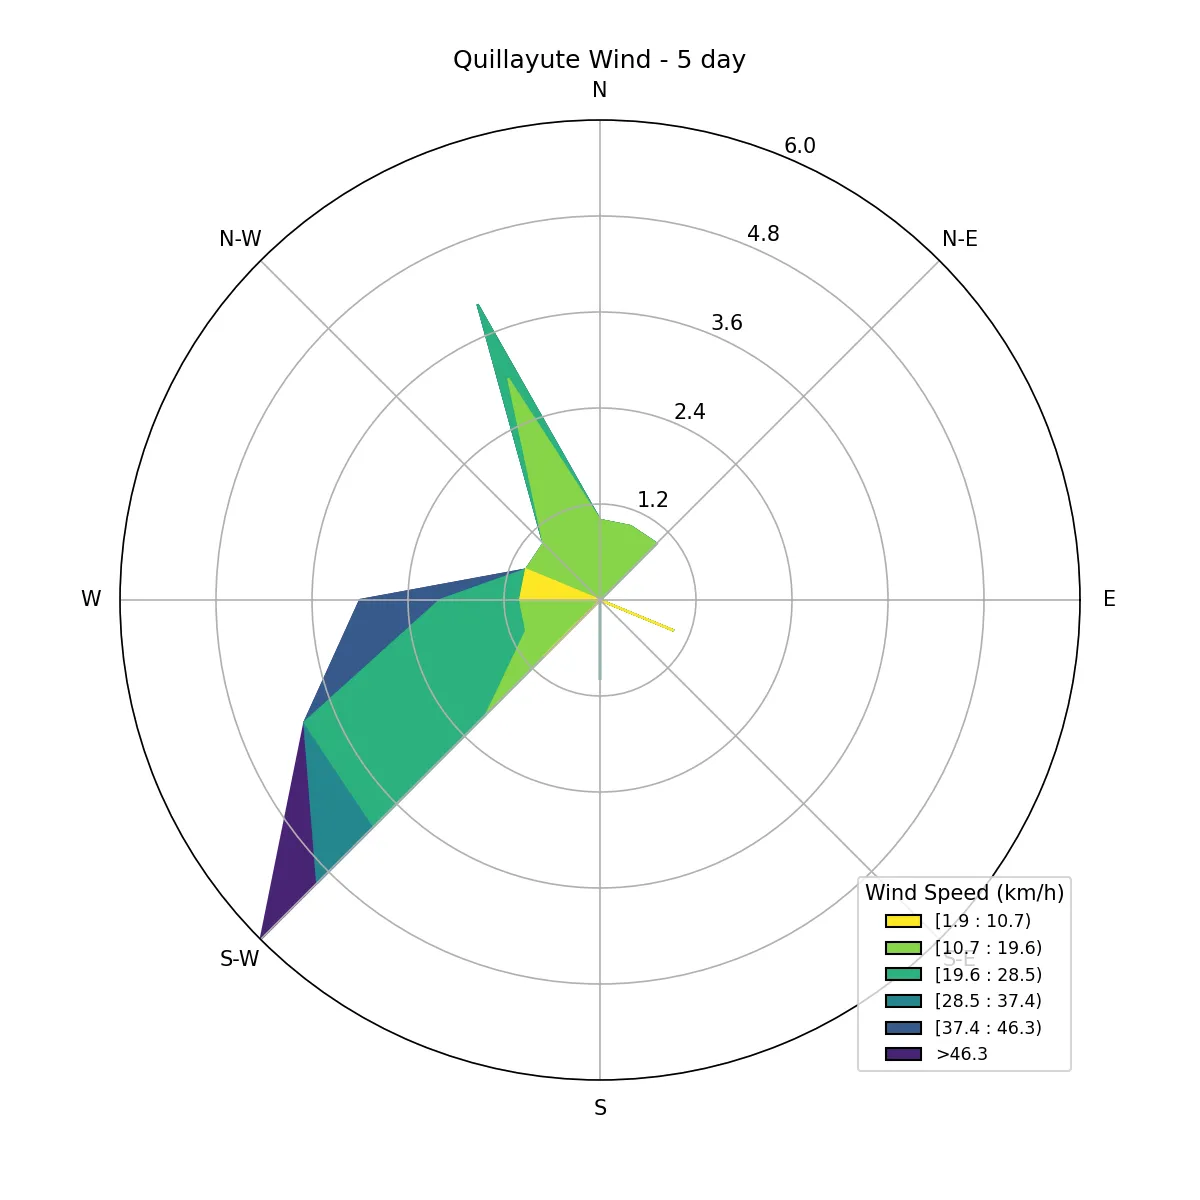 Quillayute Wind - 5 day
N
6.0
N-W
4.8
N-E
3.6
2.4
1.2
W
E
S-W
S-E
S
Wind Speed (km/h)
[1.9 : 10.7)
[10.7 : 19.6)
[19.6 : 28.5)
[28.5 : 37.4)
[37.4 : 46.3)
>46.3